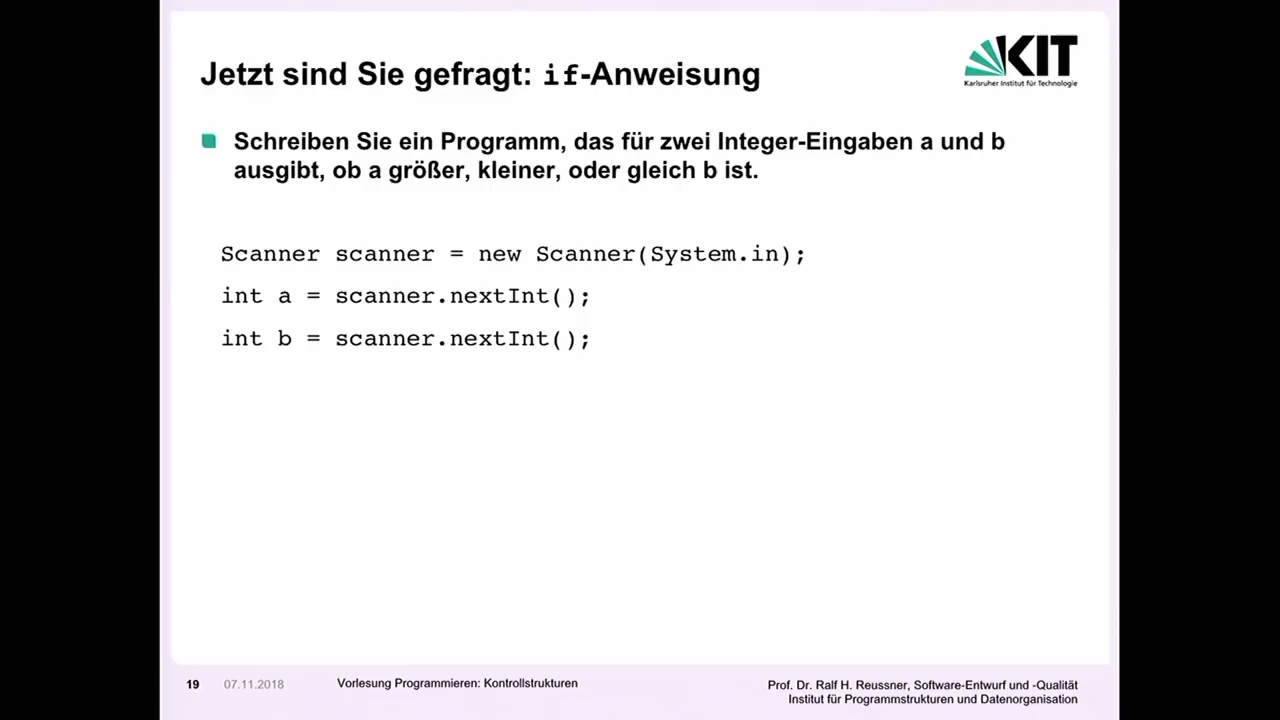 KIT
Karlsruher Institut für Technologie
Jetzt sind Sie gefragt: if-Anweisung
Schreiben Sie ein Programm, das für zwei Integer-Eingaben a und b
ausgibt, ob a größer, kleiner, oder gleich b ist.
Scanner scanner = new Scanner(System.in);
int a = scanner.nextInt();
int b = scanner.nextInt();
19 07.11.2018 Vorlesung Programmieren: Kontrollstrukturen
Prof. Dr. Ralf H. Reussner, Software-Entwurf und -Qualität
Institut für Programmstrukturen und Datenorganisation